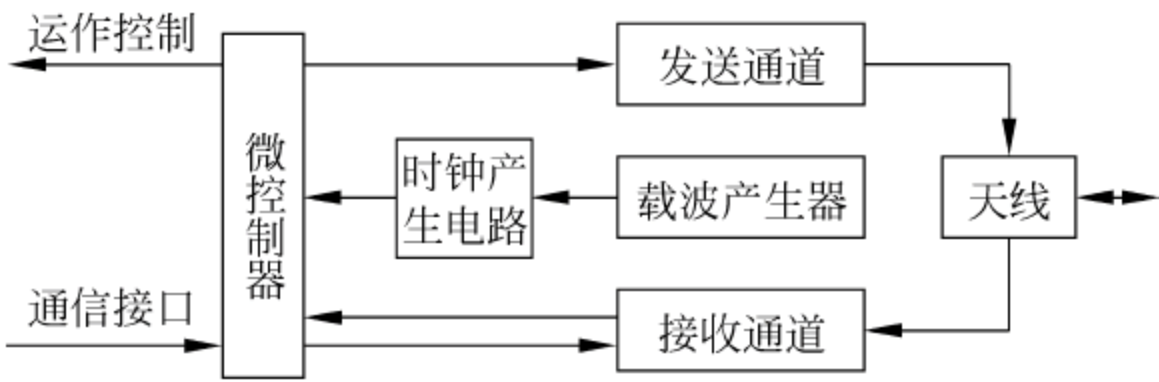 运作控制
发送通道
微控制器
时钟产
生电路
载波产生器
天线
通信接口
接收通道